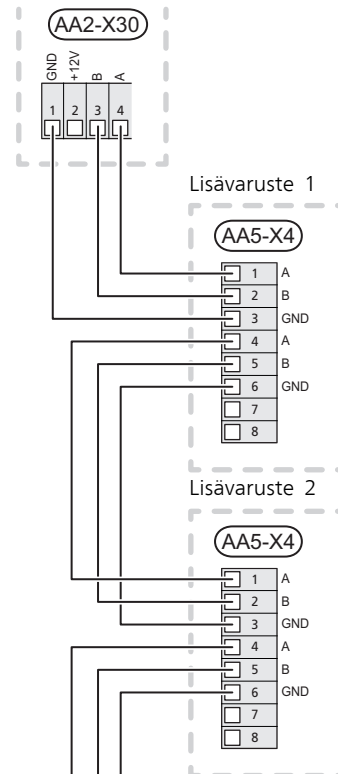 AA2-X30
GND +12V B A
1 2 3 4
Lisävaruste 1
AA5-X4
1 A
2 B
3 GND
4 A
5 B
6 GND
7
8
Lisävaruste 2
AA5-X4
1 A
2 B
3 GND
4 A
5 B
6 GND
7
8